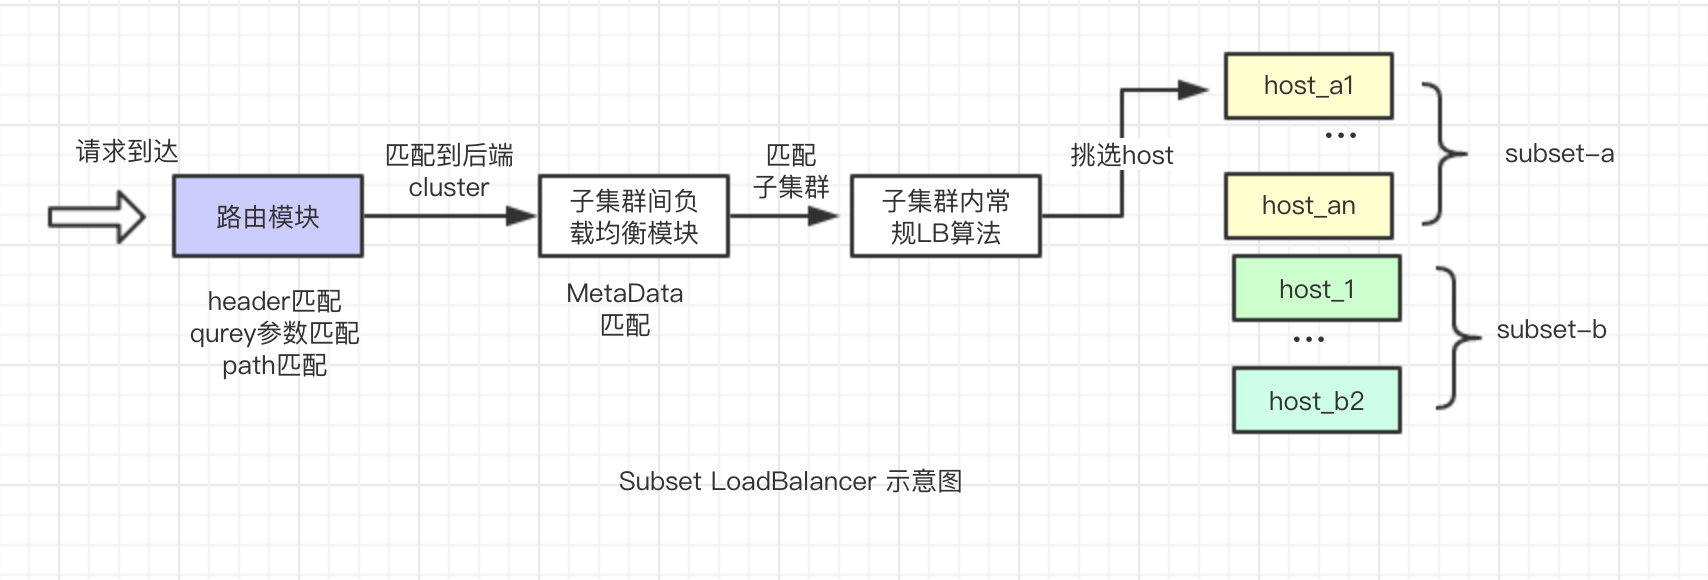 请求到达
路由模块
header匹配
qurey参数匹配
path匹配
匹配到后端
cluster
子集群间负
载均衡模块
MetaData
匹配
匹配
子集群
子集群内常
规LB算法
挑选host
host_a1
...
host_an
subset-a
host_1
...
host_b2
subset-b
Subset LoadBalancer 示意图